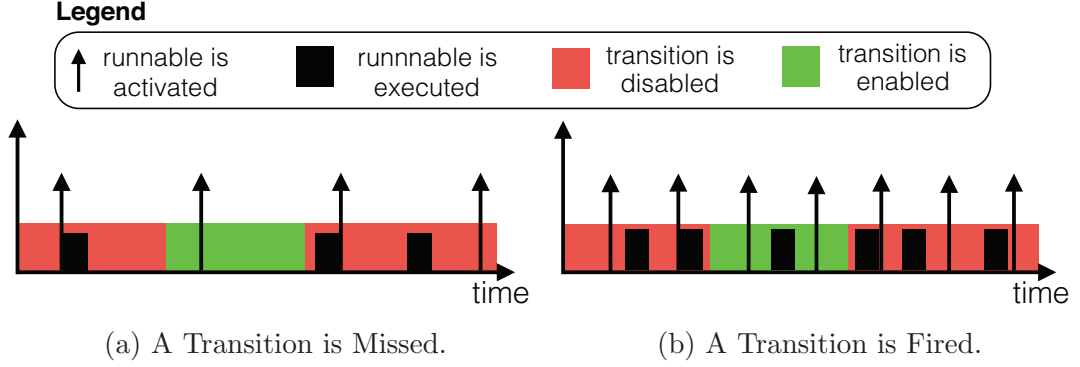 Legend
runnable is
activated
runnnable is
executed
transition is
disabled
transition is
enabled
time
time
(a) A Transition is Missed.
(b) A Transition is Fired.